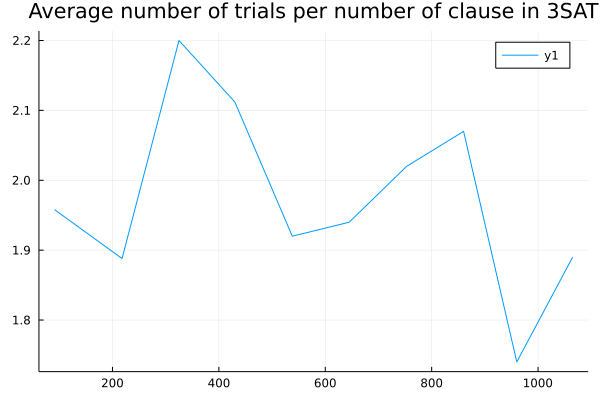 Average number of trials per number of clause in 3SAT
y1
2.2
2.1
2.0
1.9
1.8
200 400 600 800 1000